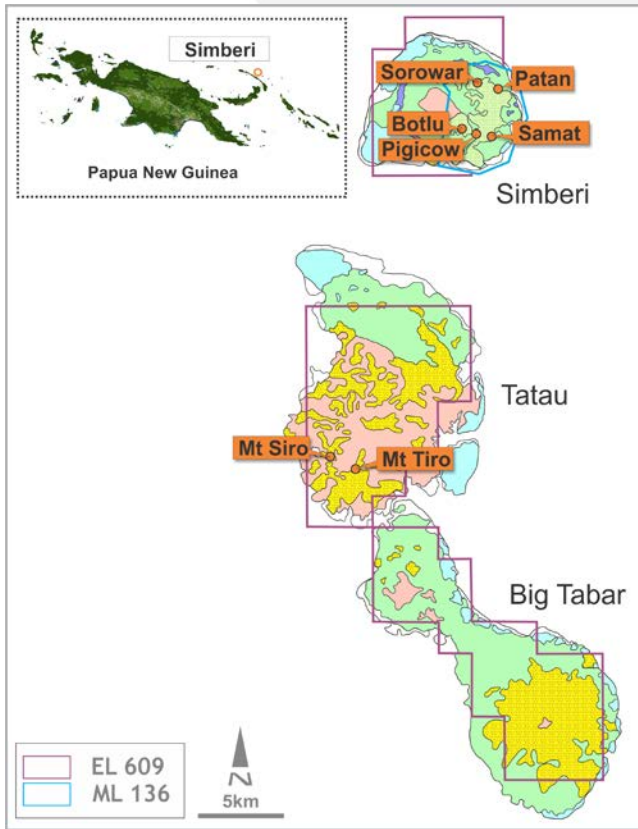 Simberi
Papua New Guinea
Sorowar
Patan
Botlu
Samat
Pigicow
Simberi
Tatau
Mt Siro
Mt Tiro
Big Tabar
EL 609
ML 136
N
5km